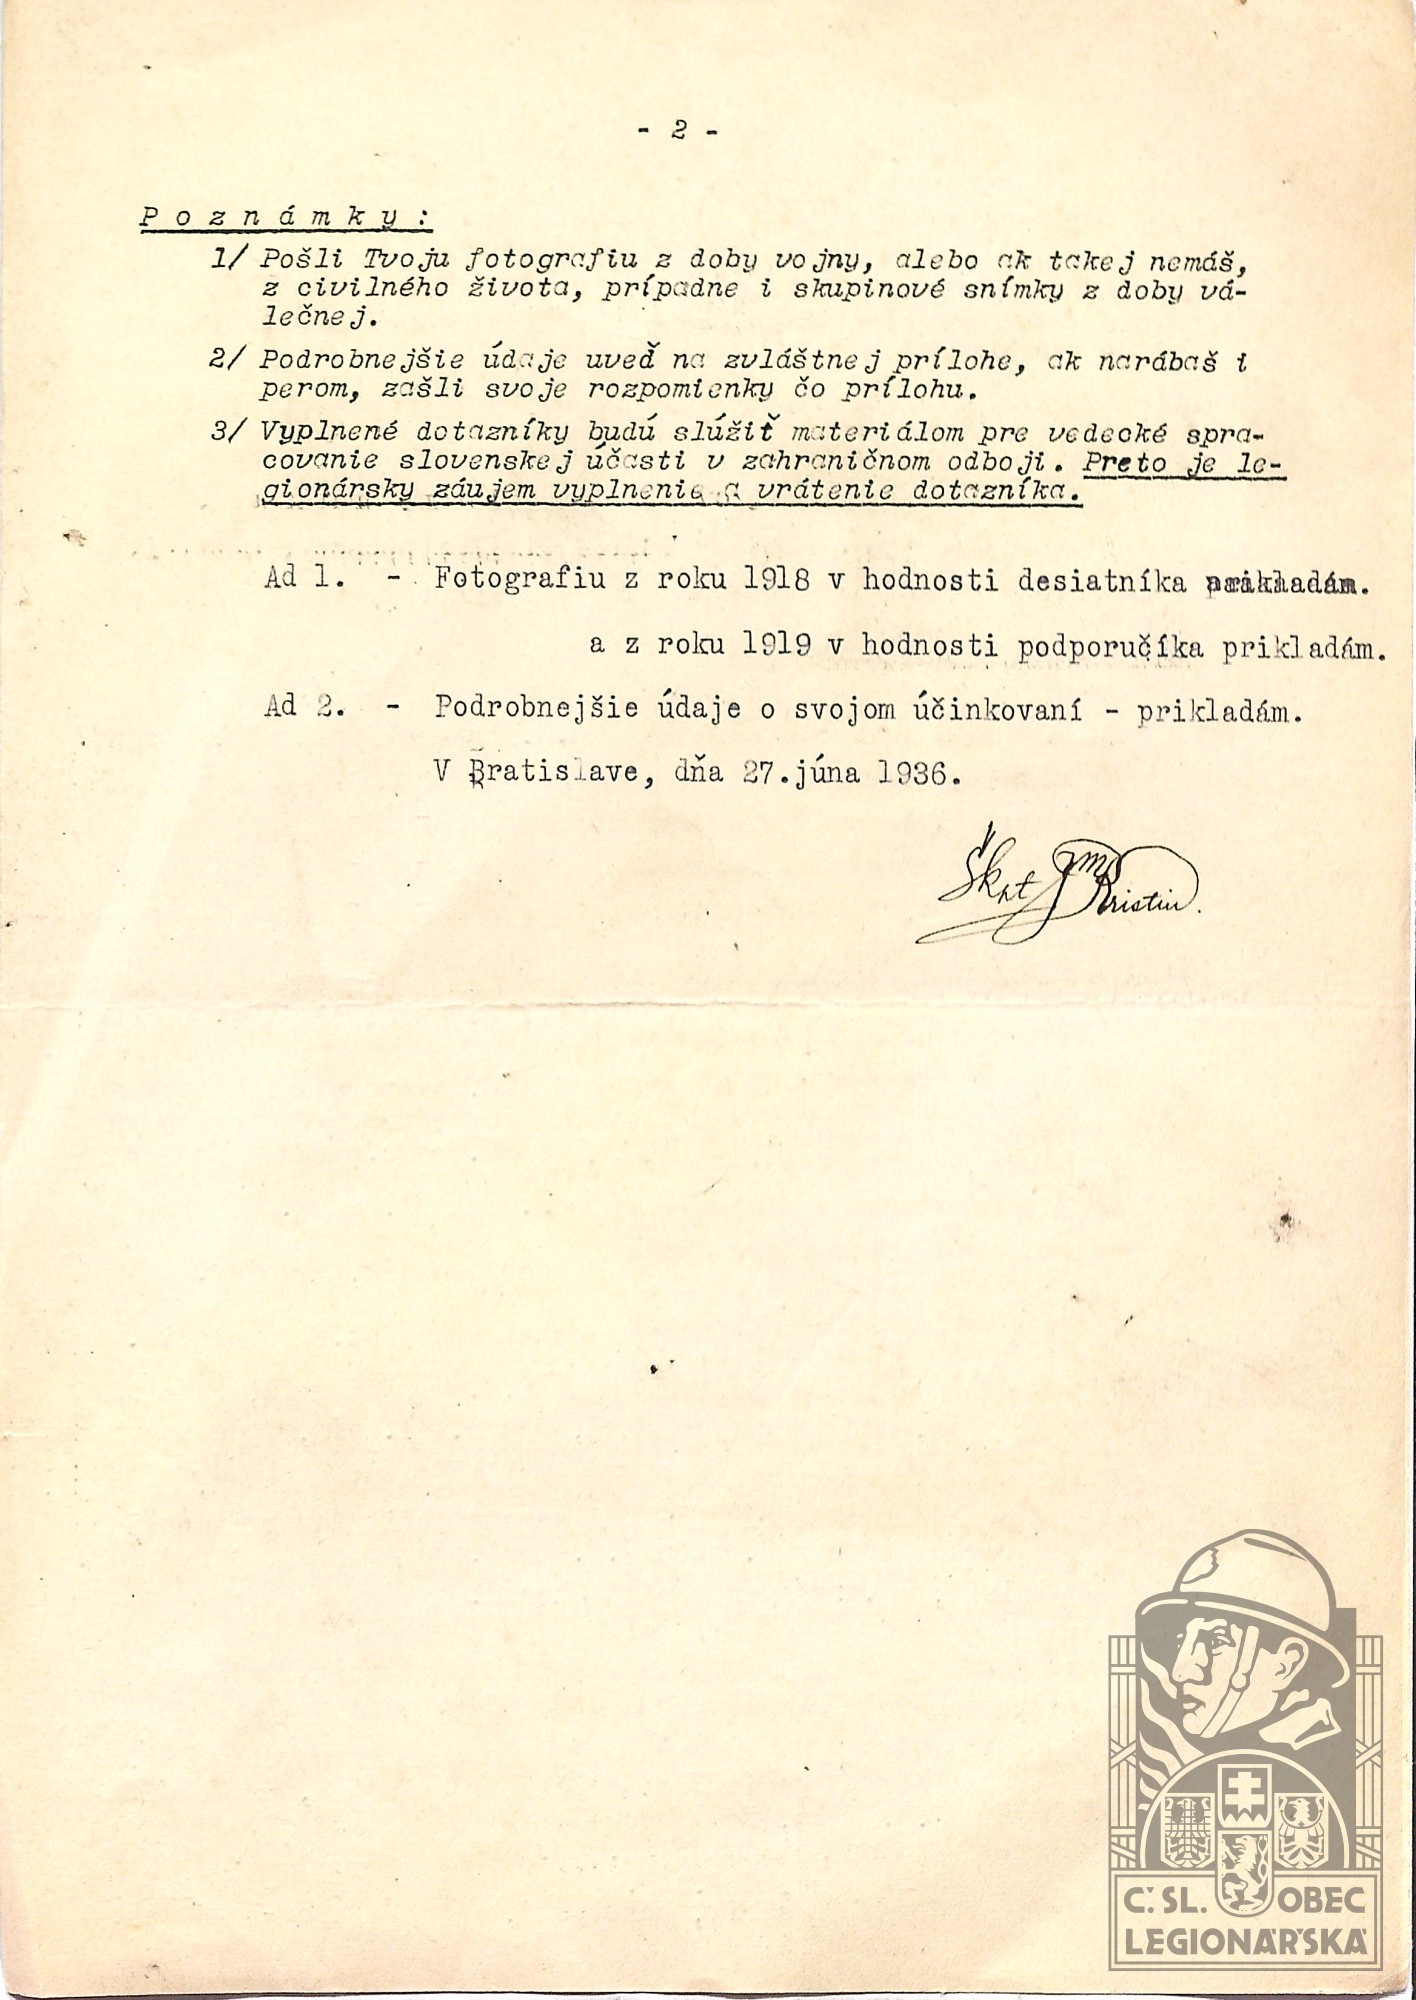 - 2 -
Poznámky:
1/ Pošli Tvoju fotografiu z doby vojny, alebo ak takej nemáš,
z civilného života, prípadne i skupinové snímky z doby vá-
lečnej.
2/ Podrobnejšie údaje uveď na zvláštnej prílohe, ak narábaš i
perom, zašli svoje rozpomienky čo prílohu.
3/ Vyplnené dotazníky budú slúžiť materiálom pre vedecké spra-
covanie slovenskej účasti v zahraničnom odboji. Preto je le-
gionársky záujem vyplnenie a vrátenie dotazníka.
Ad 1. - Fotografiu z roku 1918 v hodnosti desiatníka prikladám.
a z roku 1919 v hodnosti podporučíka prikladám.
Ad 2. - Podrobnejšie údaje o svojom účinkovaní - prikladám.
V Bratislave, dňa 27.júna 1936.
Škpt Kristin.
Č. SL. OBEC
LEGIONÁŘSKÁ